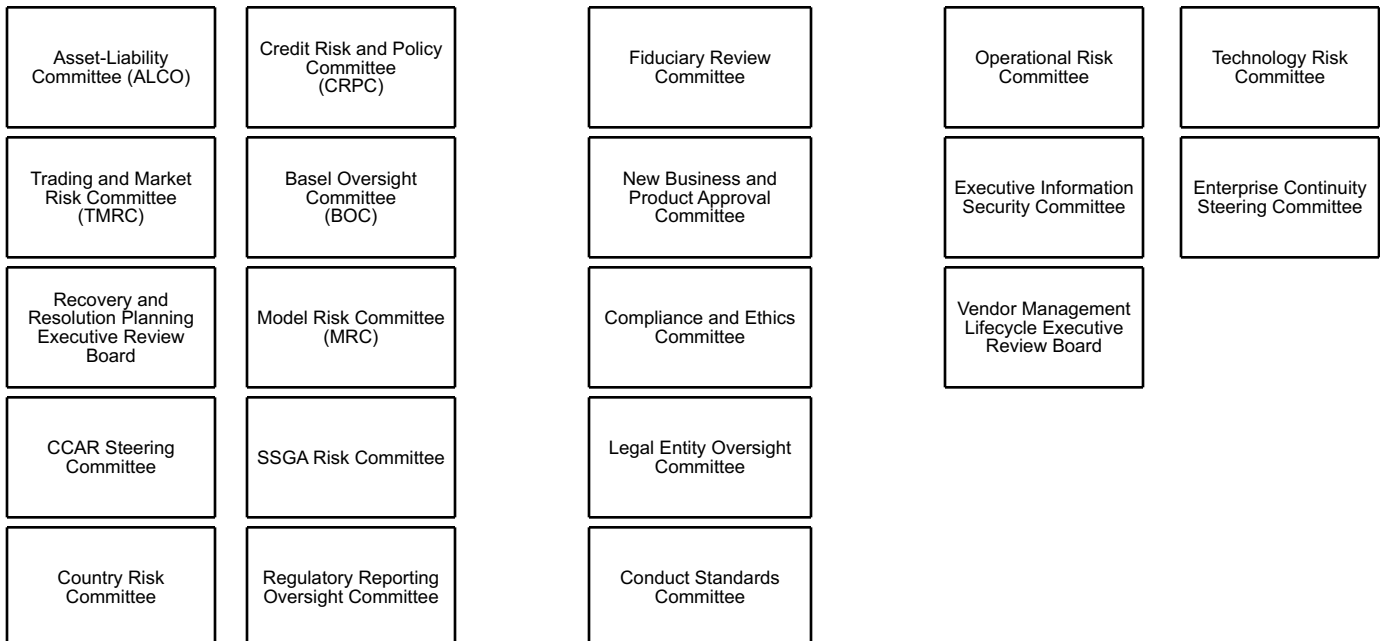 Asset-Liability
Committee (ALCO)
Credit Risk and Policy
Committee
(CRPC)
Fiduciary Review
Committee
Operational Risk
Committee
Technology Risk
Committee
Trading and Market
Risk Committee
(TMRC)
Basel Oversight
Committee
(BOC)
New Business and
Product Approval
Committee
Executive Information
Security Committee
Enterprise Continuity
Steering Committee
Recovery and
Resolution Planning
Executive Review
Board
Model Risk Committee
(MRC)
Compliance and Ethics
Committee
Vendor Management
Lifecycle Executive
Review Board
CCAR Steering
Committee
SSGA Risk Committee
Legal Entity Oversight
Committee
Country Risk
Committee
Regulatory Reporting
Oversight Committee
Conduct Standards
Committee